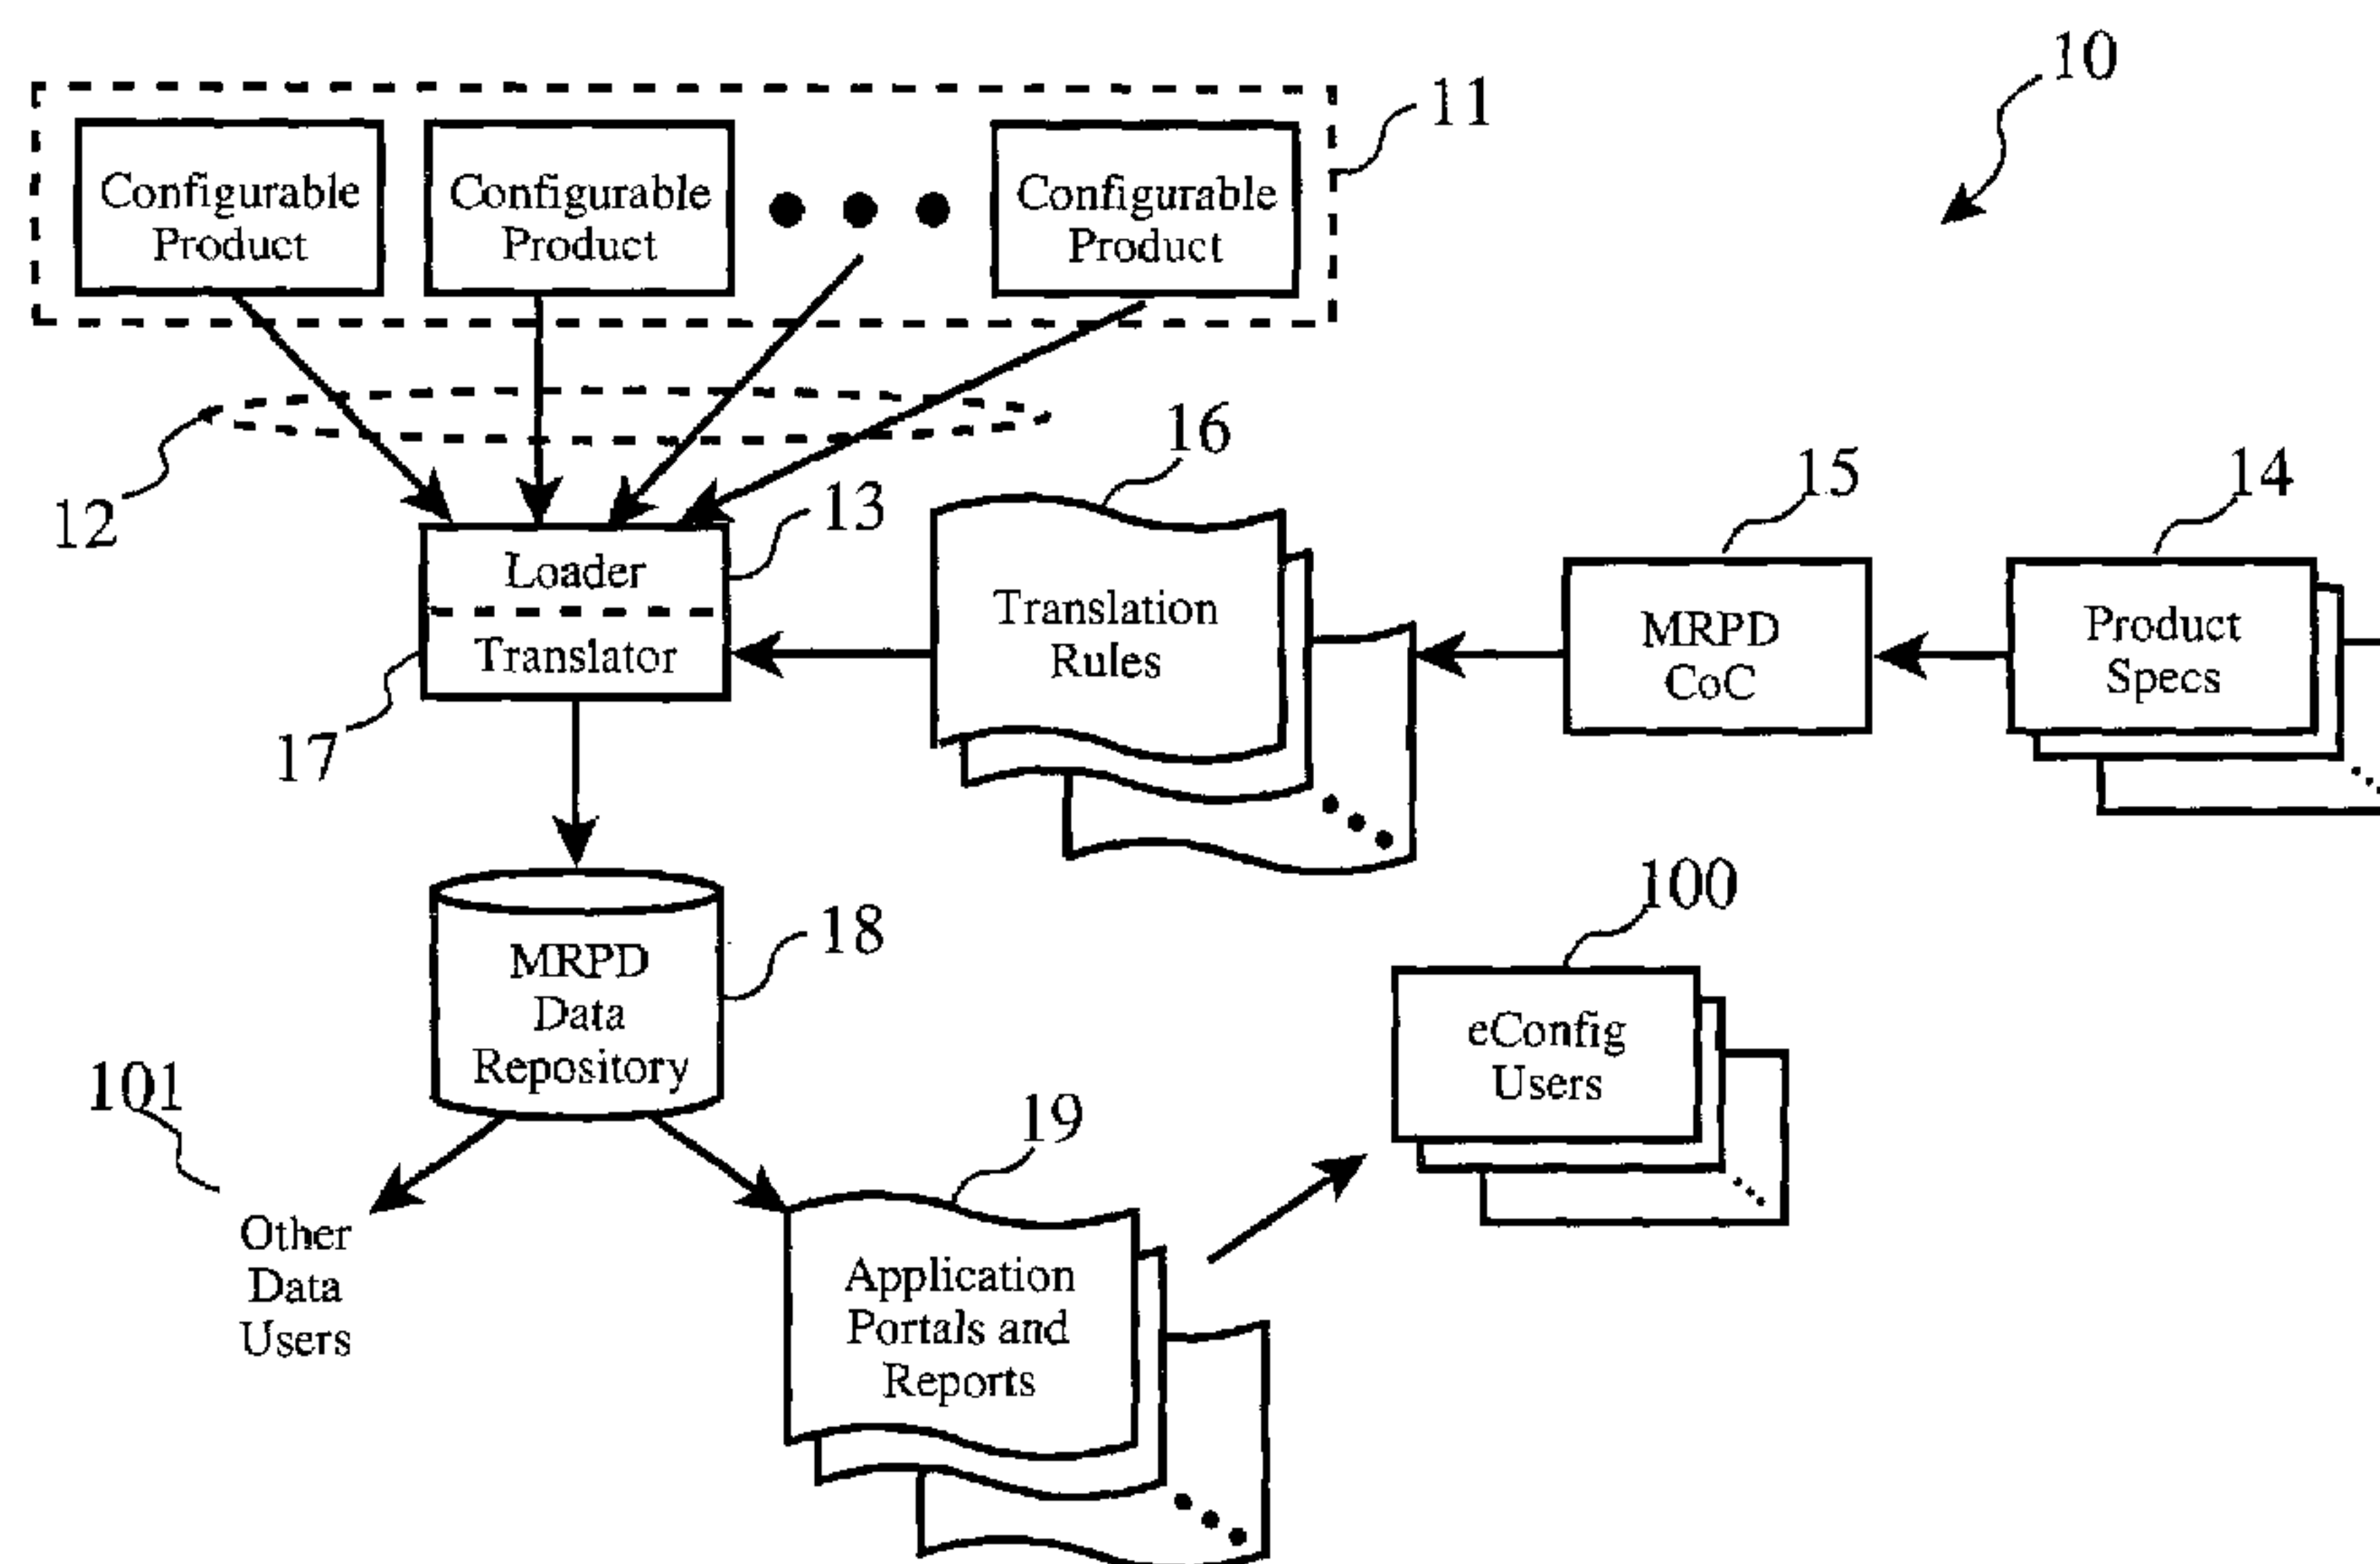 10
11
Configurable
Product
Configurable
Product
Configurable
Product
12
13
16
15
14
Loader
Translator
17
Translation
Rules
MRPD
CoC
Product
Specs
18
MRPD
Data
Repository
100
eConfig
Users
101
Other
Data
Users
19
Application
Portals and
Reports